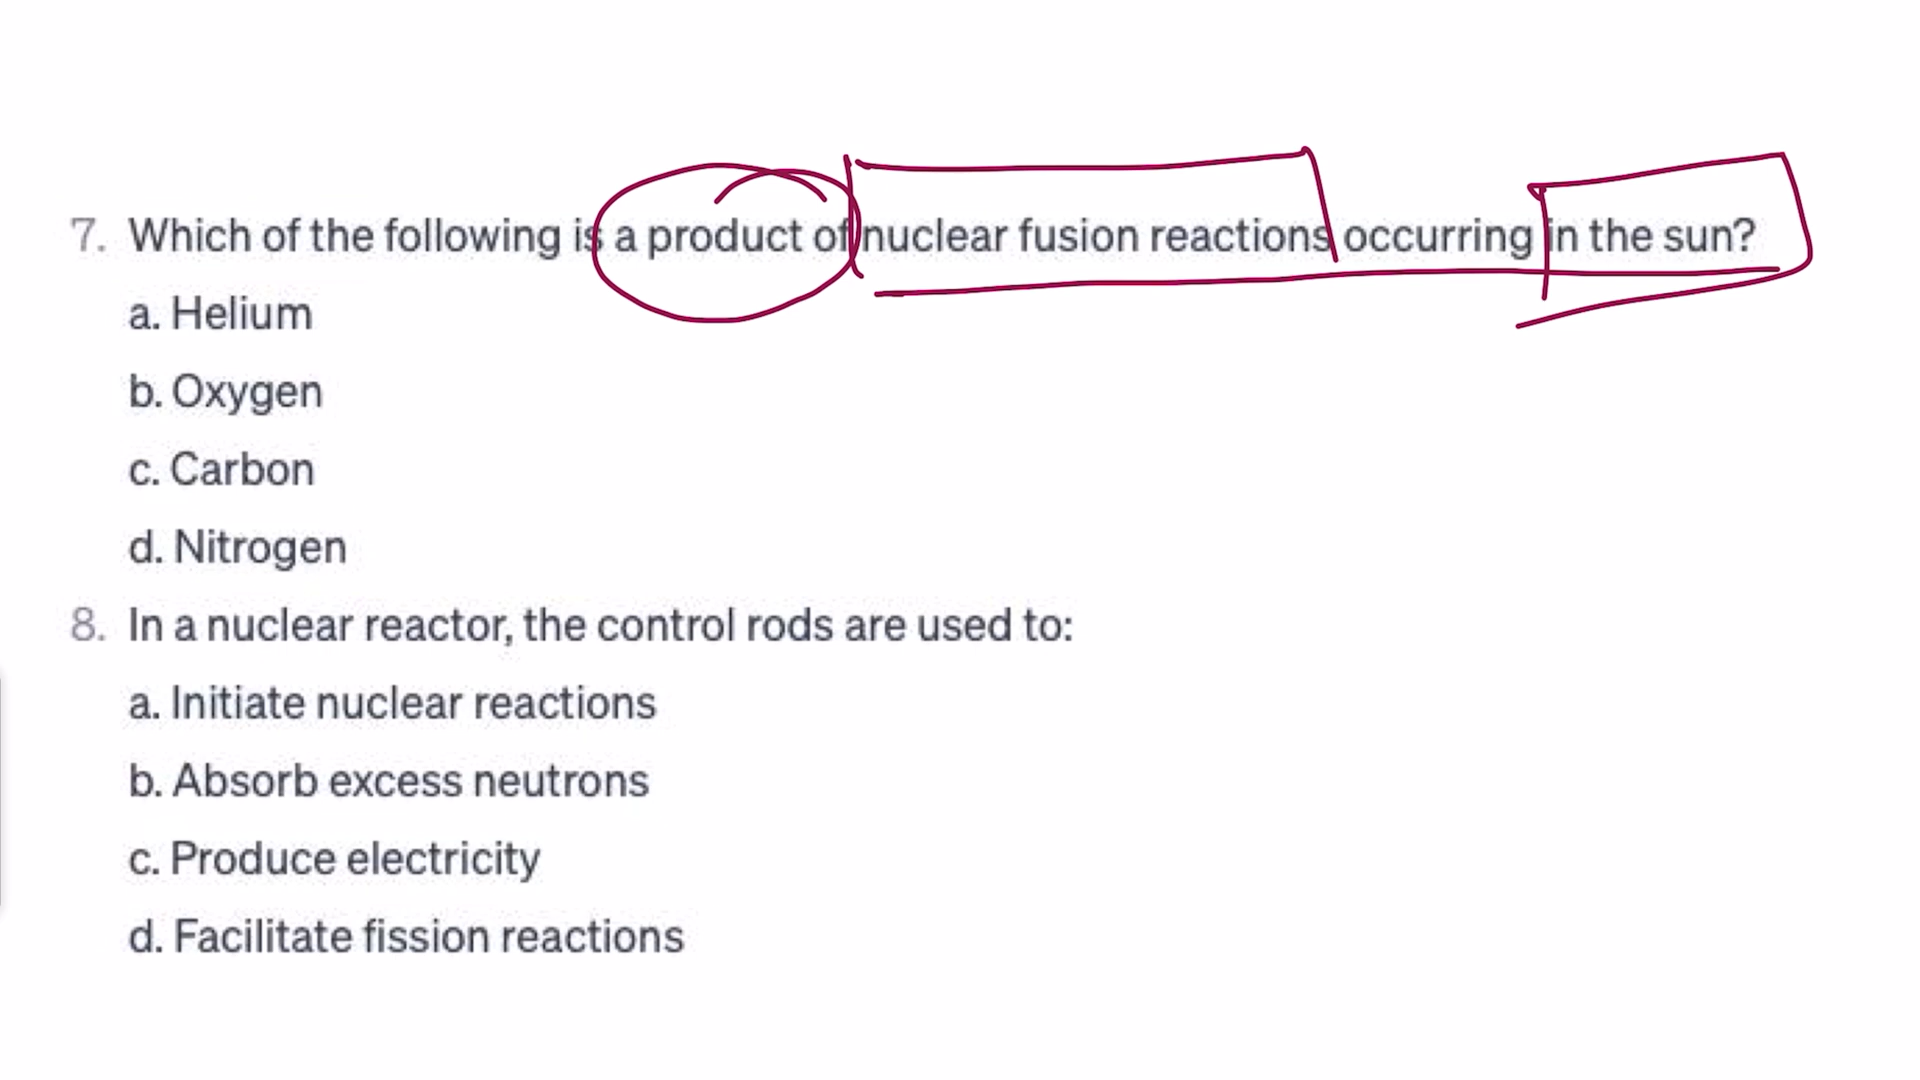 7. Which of the following is a product of nuclear fusion reactions occurring in the sun?
a. Helium
b. Oxygen
c. Carbon
d. Nitrogen
8. In a nuclear reactor, the control rods are used to:
a. Initiate nuclear reactions
b. Absorb excess neutrons
c. Produce electricity
d. Facilitate fission reactions